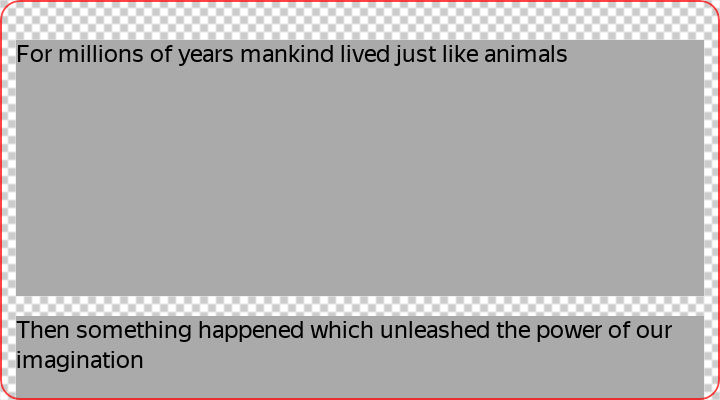 For millions of years mankind lived just like animals
Then something happened which unleashed the power of our
imagination